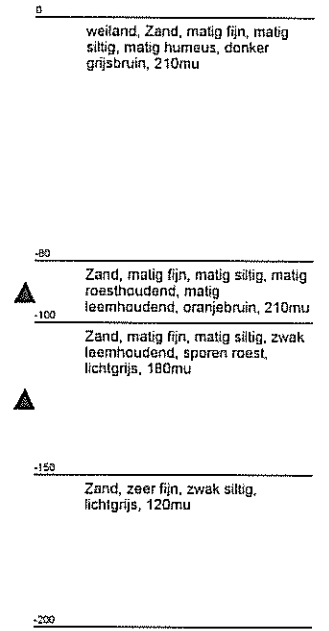 0
weiland, Zand, matig fijn, matig
siltig, matig humeus, donker
grijsbruin, 210mu
-80
Zand, matig fijn, matig siltig, matig
roesthoudend, matig
leemhoudend, oranjebruin, 210mu
-100
Zand, matig fijn, matig siltig, zwak
leemhoudend, sporen roest,
lichtgrijs, 180mu
-150
Zand, zeer fijn, zwak siltig,
lichtgrijs, 120mu
-200